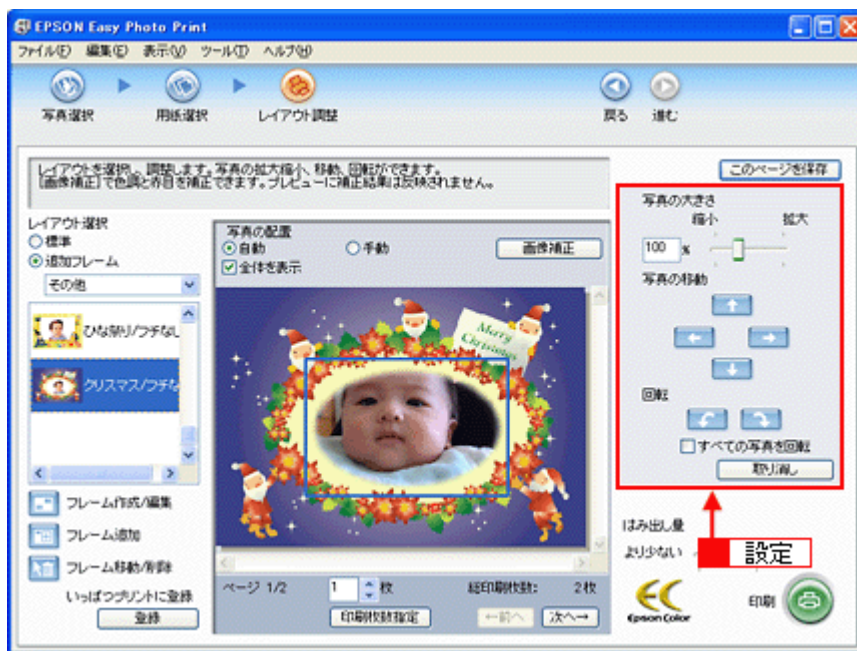 EPSON Easy Photo Print
ファイル(F) 編集(E) 表示(V) ツール(T) ヘルプ(H)
写真選択 用紙選択 レイアウト調整 戻る 進む
レイアウトを選択し、調整します。写真の拡大縮小、移動、回転ができます。
[画像補正]で色調と赤目を補正できます。プレビューに補正結果は反映されません。
このページを保存
レイアウト選択
標準
追加フレーム
その他
ひな祭り/フチなし
クリスマス/フチな
フレーム作成/編集
フレーム追加
フレーム移動/削除
いっぱつプリントに登録
登録
写真の配置
自動 手動 画像補正
全体を表示
Merry
Christmas
ページ 1/2 1 枚 総印刷枚数: 2枚
印刷枚数指定 ←前へ 次へ→
写真の大きさ
縮小 拡大
100 %
写真の移動
回転
すべての写真を回転
取り消し
はみ出し量
より少ない
設定
Epson Color
印刷